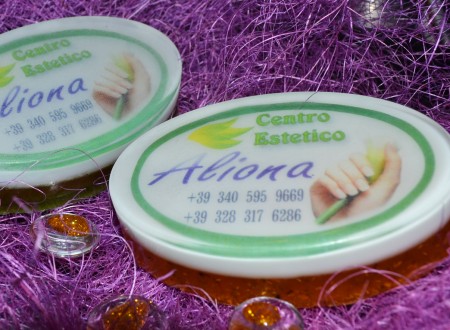 Centro
Estetico
Aliona
+39 340 595 9669
+39 328 317 6286
Centro
Estetico
Aliona
+39 340 595 9669
+39 328 317 6286